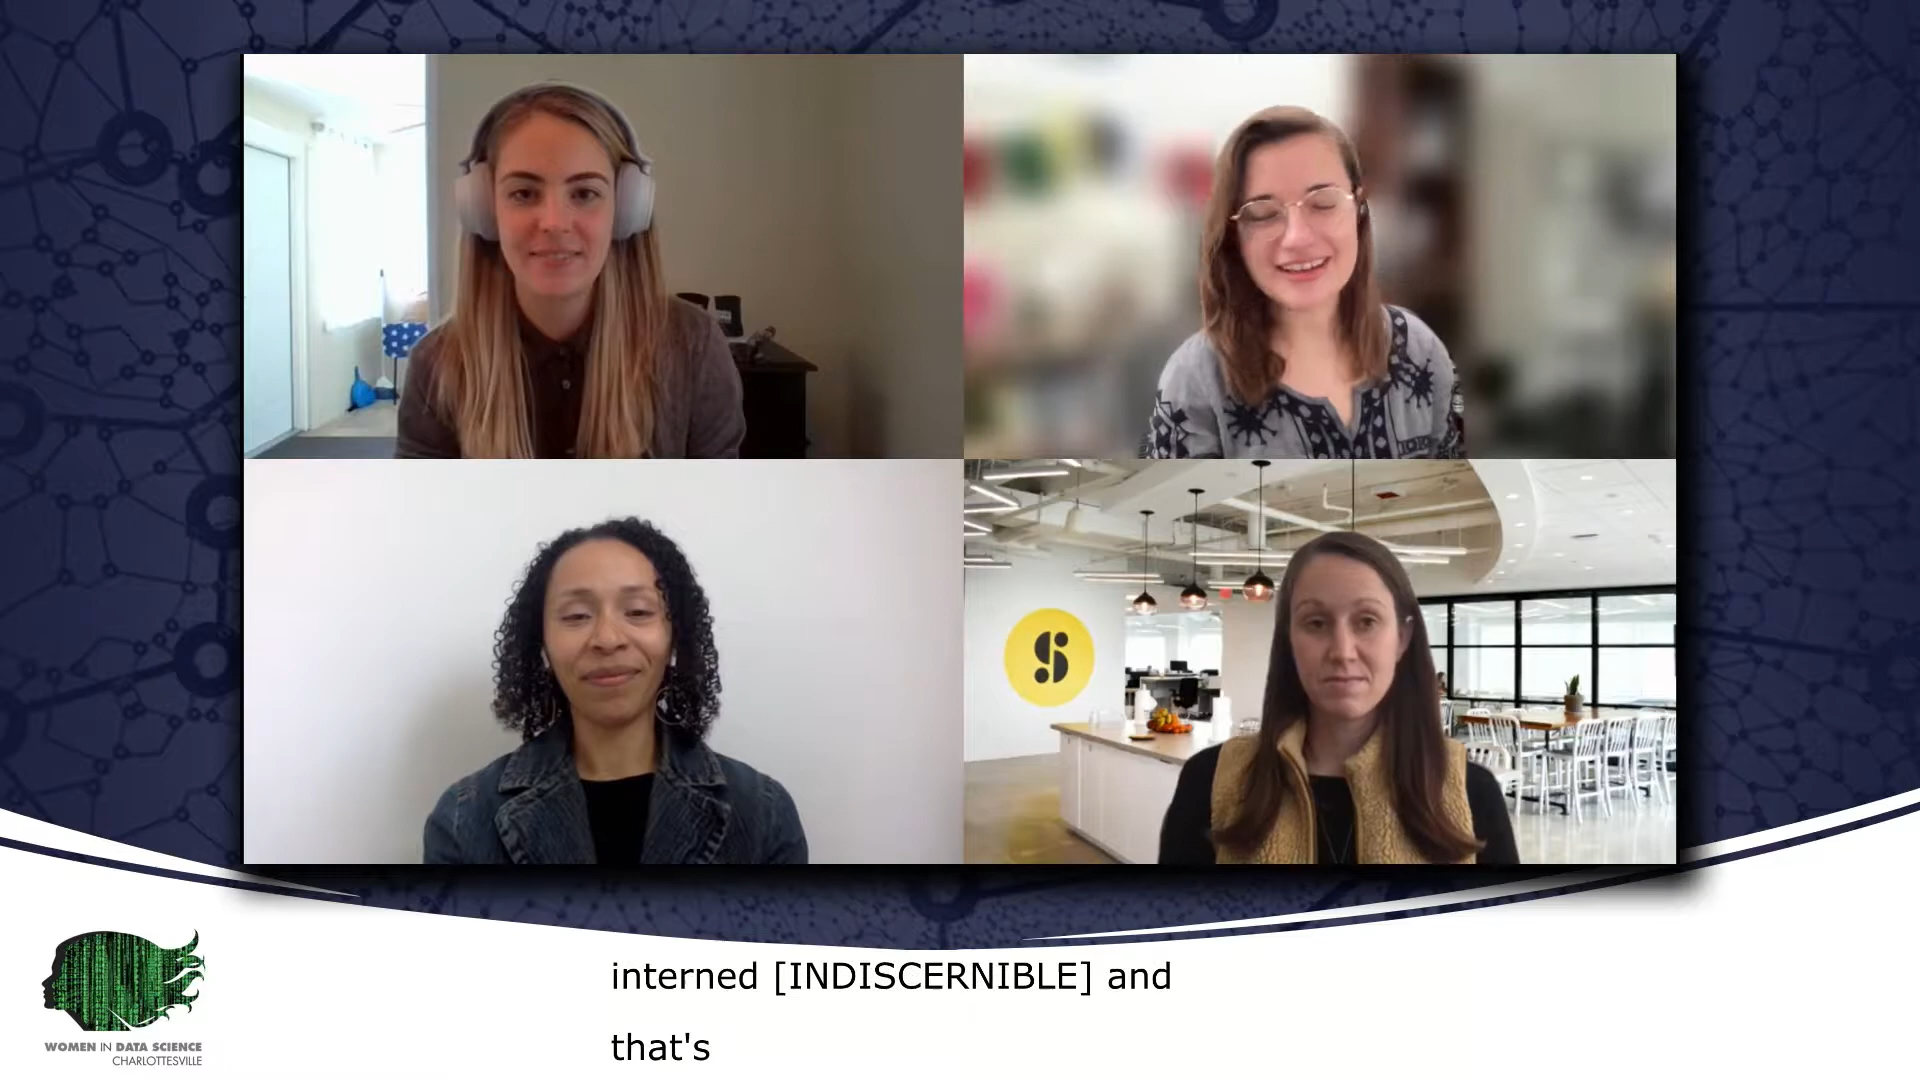 WOMEN IN DATA SCIENCE
CHARLOTTESVILLE
interned [INDISCERNIBLE] and
that's